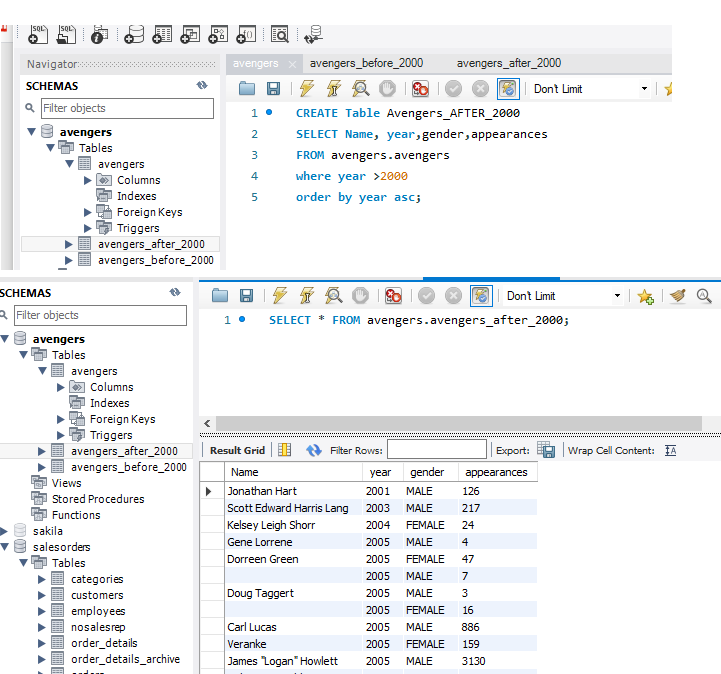 SQL SQL
Navigator
avengers avengers_before_2000 avengers_after_2000
SCHEMAS
Don't Limit
Filter objects
1 CREATE Table Avengers_AFTER_2000
2 SELECT Name, year,gender,appearances
3 FROM avengers.avengers
4 where year >2000
5 order by year asc;
avengers
Tables
avengers
Columns
Indexes
Foreign Keys
Triggers
avengers_after_2000
avengers_before_2000
SCHEMAS
Filter objects
avengers
Tables
avengers
Columns
Indexes
Foreign Keys
Triggers
avengers_after_2000
avengers_before_2000
Views
Stored Procedures
Functions
sakila
salesorders
Tables
categories
customers
employees
nosalesrep
order_details
order_details_archive
Don't Limit
1 SELECT * FROM avengers.avengers_after_2000;
Result Grid Filter Rows: Export: Wrap Cell Content: IA
Name year gender appearances
Jonathan Hart 2001 MALE 126
Scott Edward Harris Lang 2003 MALE 217
Kelsey Leigh Shorr 2004 FEMALE 24
Gene Lorrene 2005 MALE 4
Dorreen Green 2005 FEMALE 47
2005 MALE 7
Doug Taggert 2005 MALE 3
2005 FEMALE 16
Carl Lucas 2005 MALE 886
Veranke 2005 FEMALE 159
James "Logan" Howlett 2005 MALE 3130